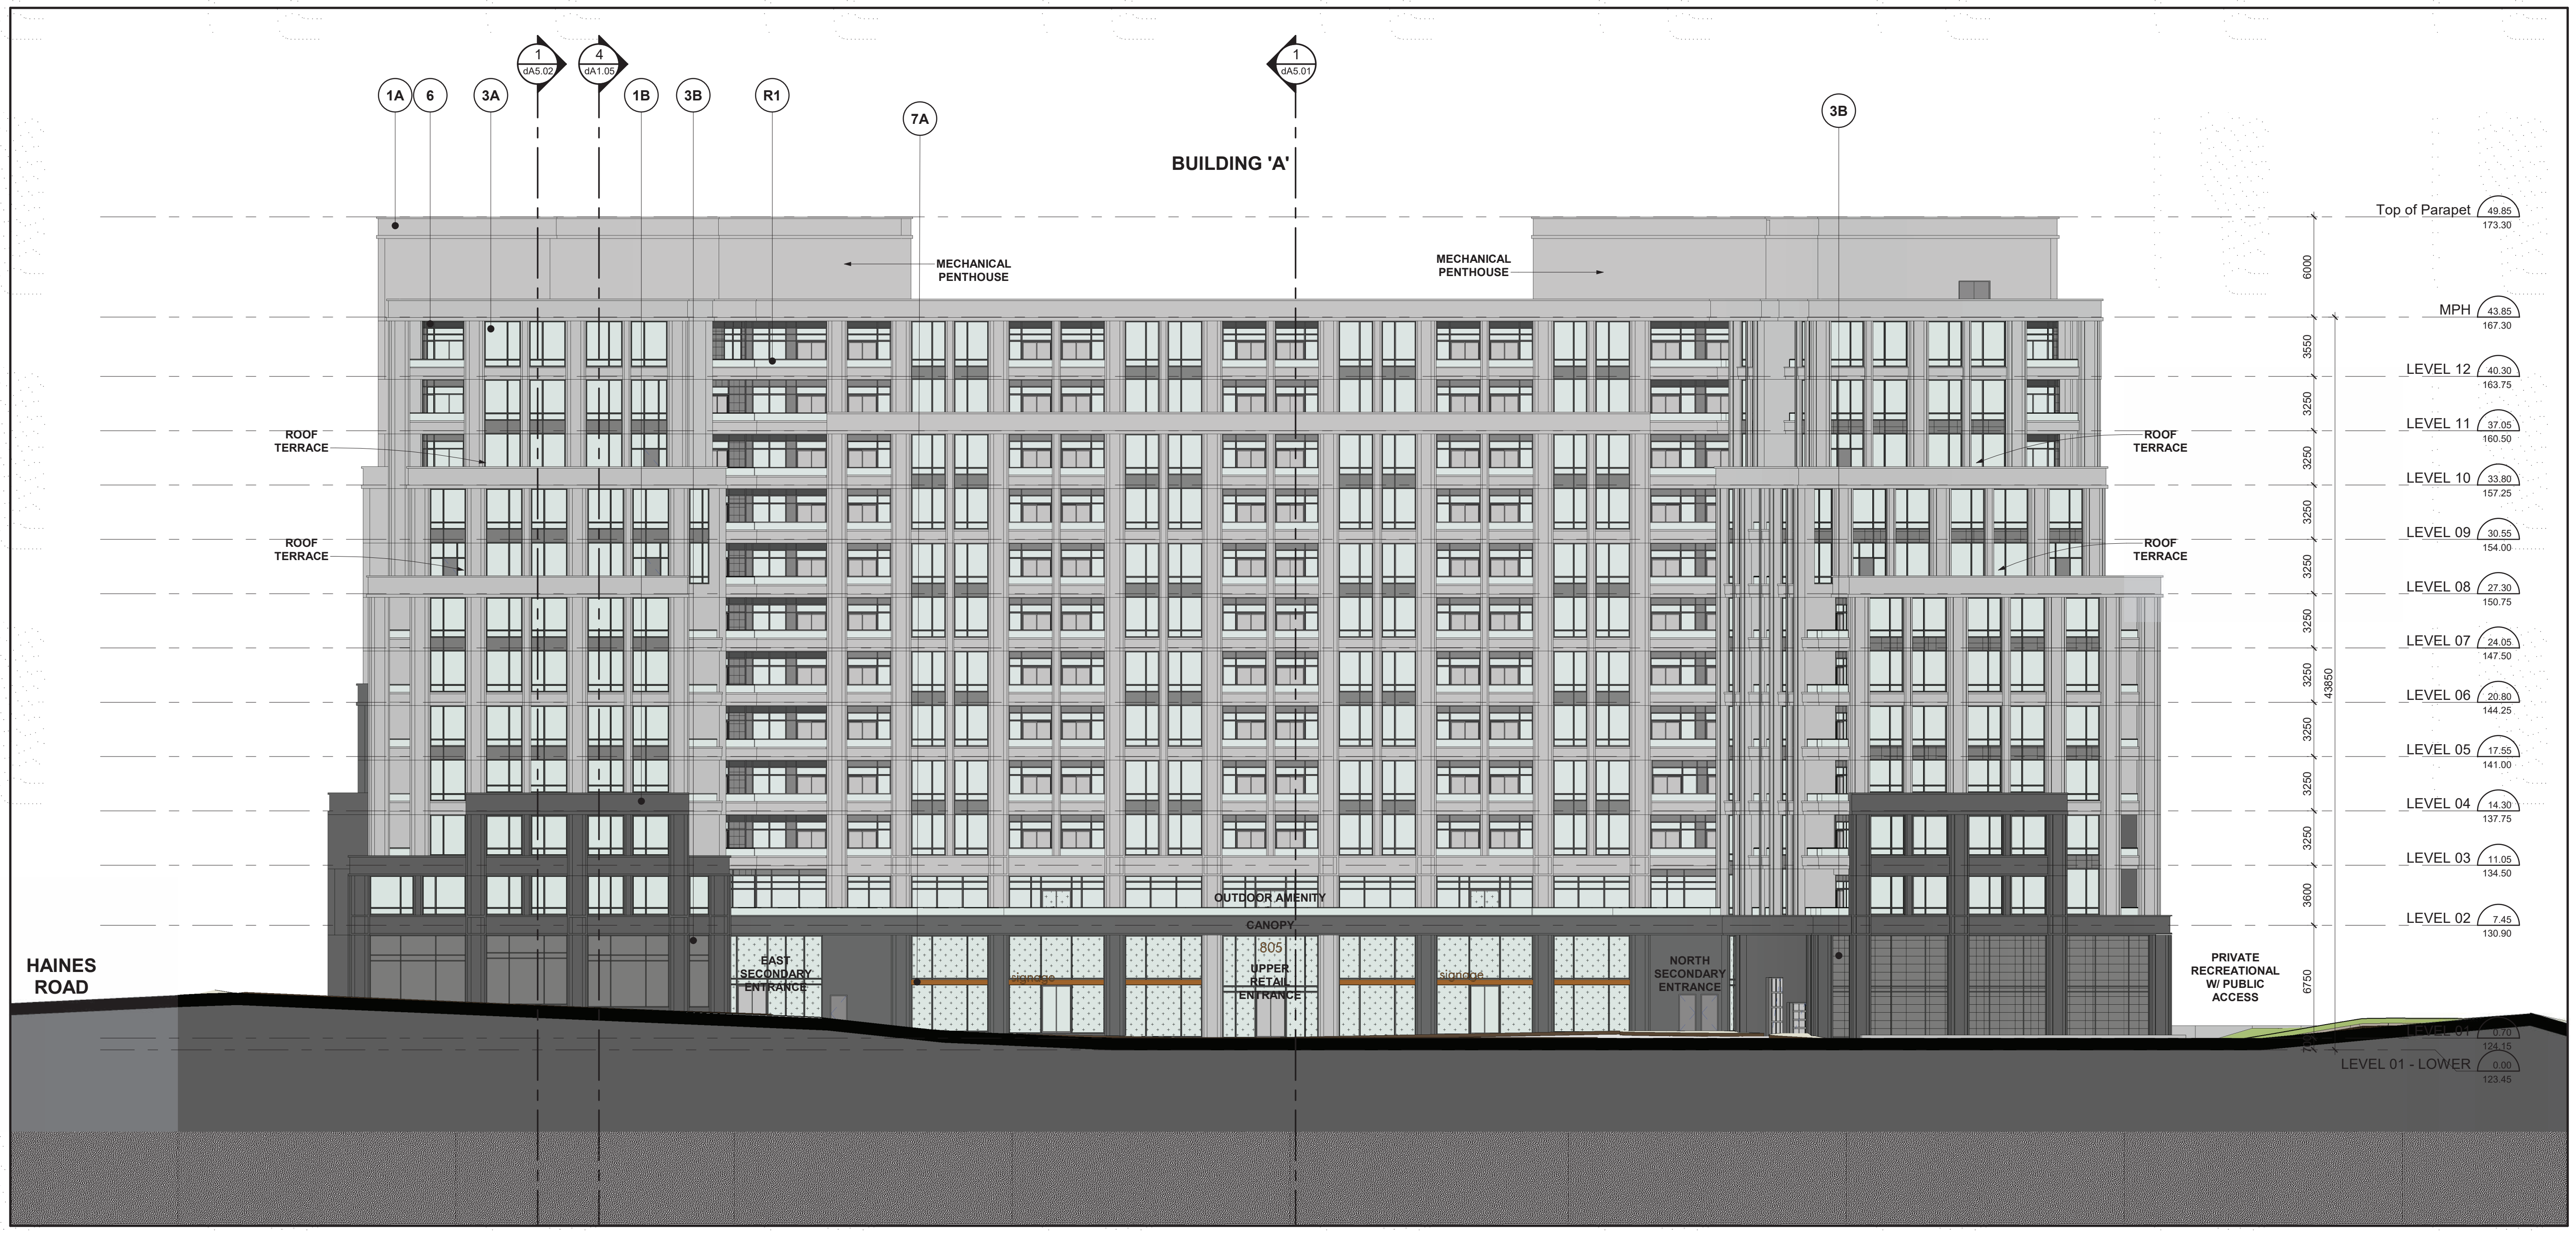 1
dA5.02
4
dA1.05
1
dA5.01
1A
6
3A
1B
3B
R1
7A
3B
BUILDING 'A'
MECHANICAL
PENTHOUSE
MECHANICAL
PENTHOUSE
ROOF
TERRACE
ROOF
TERRACE
ROOF
TERRACE
ROOF
TERRACE
Top of Parapet 49.85
173.30
6000
MPH 43.85
167.30
3550
LEVEL 12 40.30
163.75
3250
LEVEL 11 37.05
160.50
3250
LEVEL 10 33.80
157.25
3250
LEVEL 09 30.55
154.00
3250
LEVEL 08 27.30
150.75
3250
LEVEL 07 24.05
147.50
3250
43850
LEVEL 06 20.80
144.25
3250
LEVEL 05 17.55
141.00
3250
LEVEL 04 14.30
137.75
3250
LEVEL 03 11.05
134.50
3600
LEVEL 02 7.45
130.90
6750
LEVEL 01 0.70
124.15
LEVEL 01 - LOWER 0.00
123.45
OUTDOOR AMENITY
CANOPY
805
UPPER
RETAIL
ENTRANCE
EAST
SECONDARY
ENTRANCE
signage
signage
NORTH
SECONDARY
ENTRANCE
HAINES
ROAD
PRIVATE
RECREATIONAL
W/ PUBLIC
ACCESS